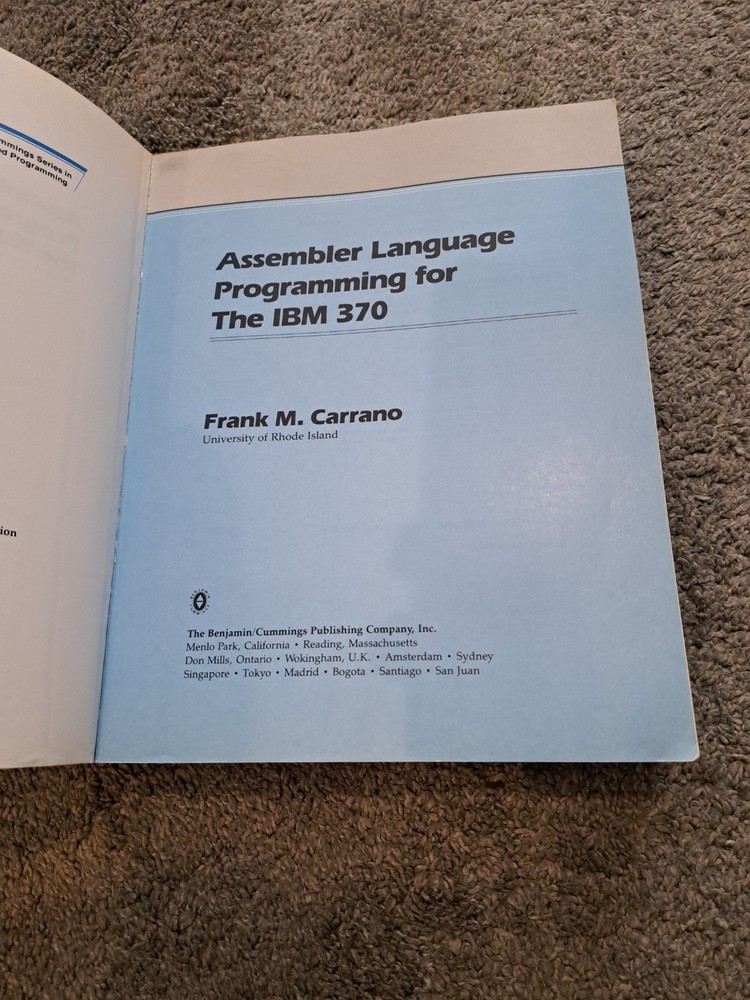 mmings Series in
ed Programming
ion
Assembler Language
Programming for
The IBM 370
Frank M. Carrano
University of Rhode Island
The Benjamin/Cummings Publishing Company, Inc.
Menlo Park, California • Reading, Massachusetts
Don Mills, Ontario • Wokingham, U.K. • Amsterdam • Sydney
Singapore • Tokyo • Madrid • Bogota • Santiago • San Juan